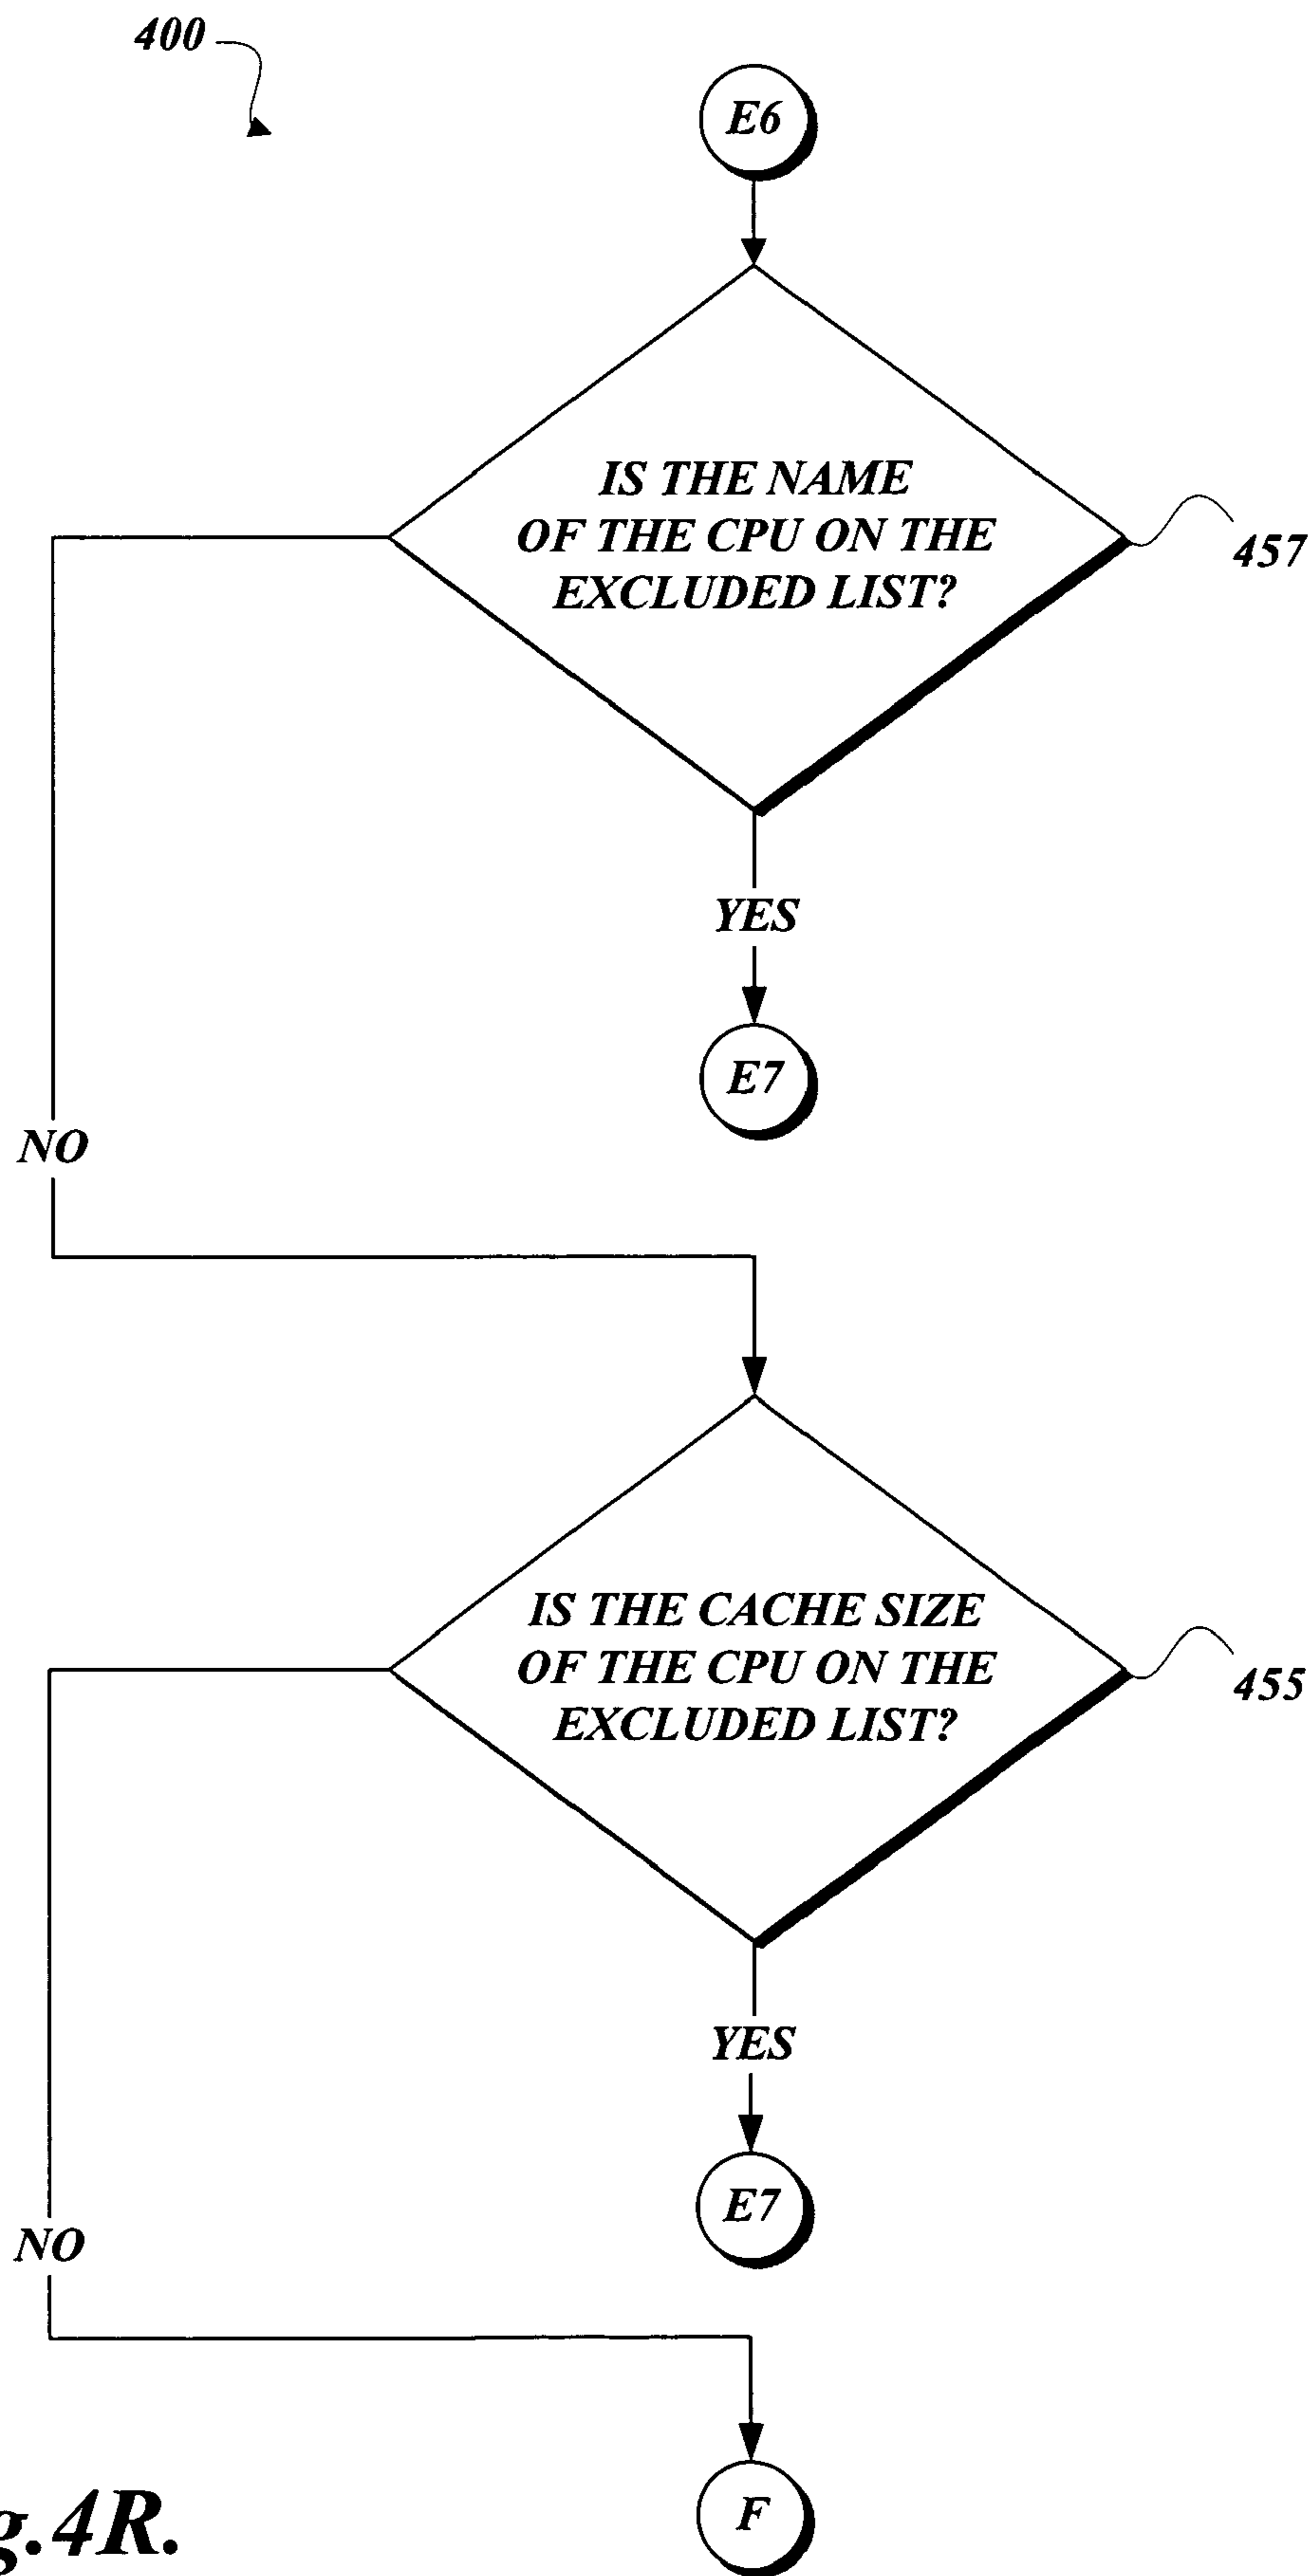 400
E6
IS THE NAME
OF THE CPU ON THE
EXCLUDED LIST?
457
YES
E7
NO
IS THE CACHE SIZE
OF THE CPU ON THE
EXCLUDED LIST?
455
YES
E7
NO
F
g.4R.